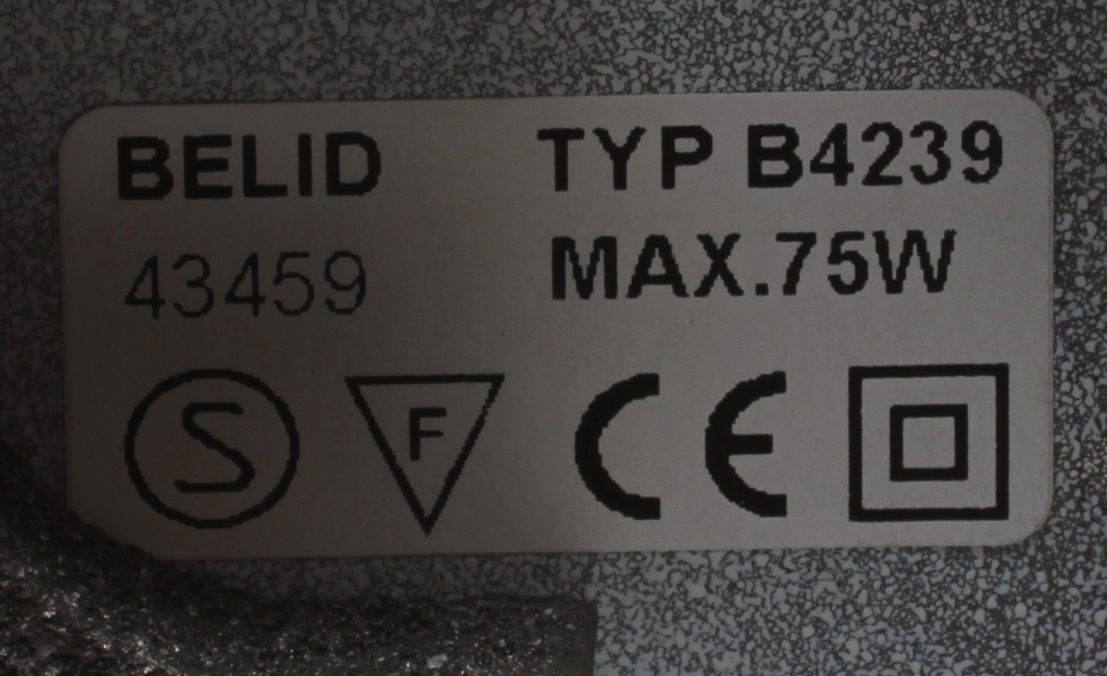 BELID TYP B4239
43459 MAX.75W
S F CE